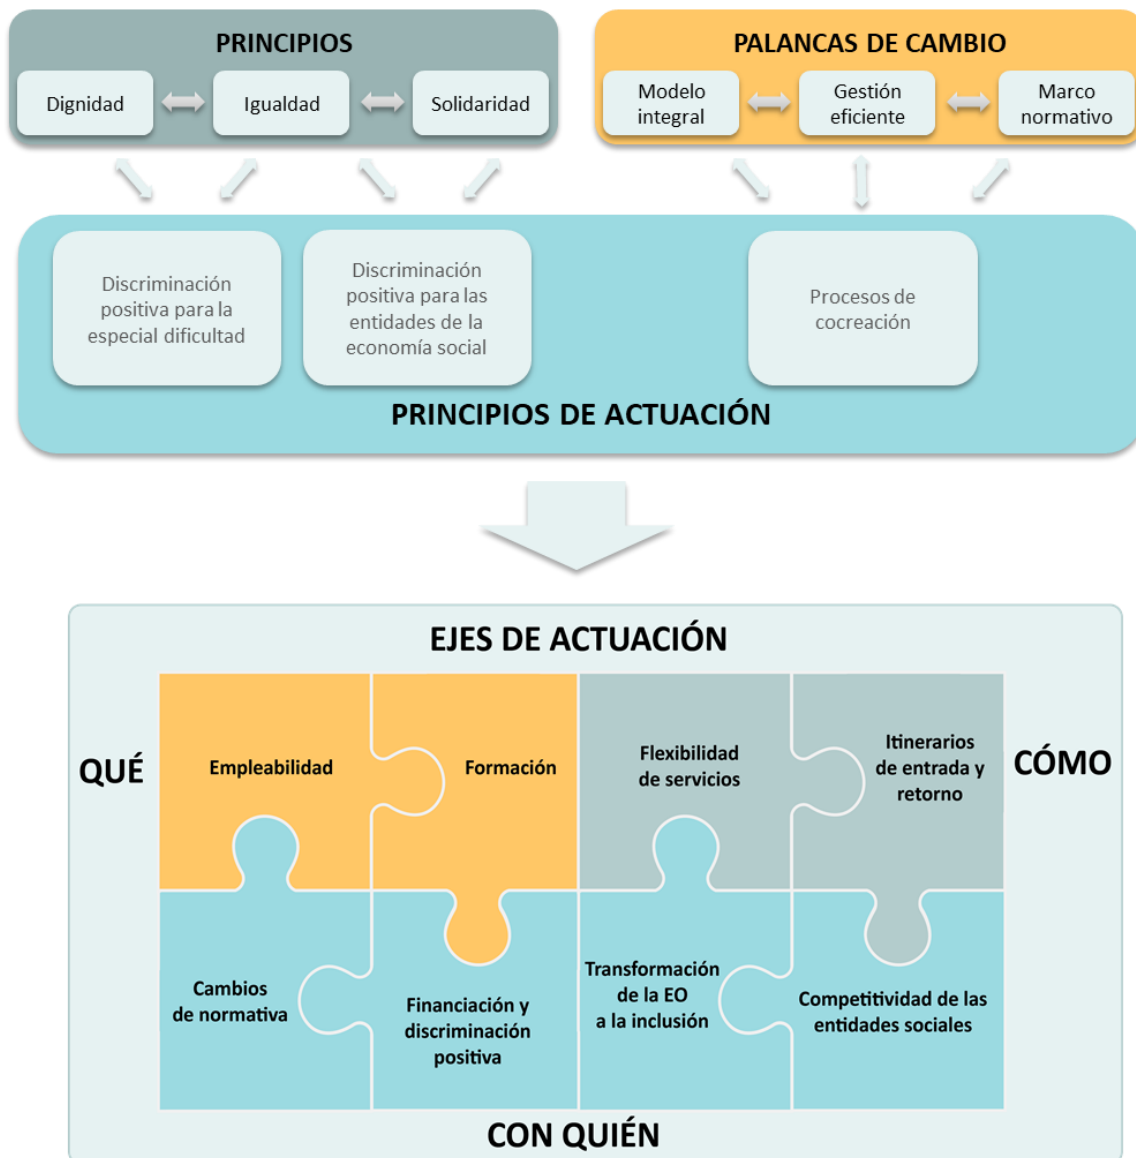 PRINCIPIOS
Dignidad
Igualdad
Solidaridad
PALANCAS DE CAMBIO
Modelo
integral
Gestión
eficiente
Marco
normativo
Discriminación
positiva para la
especial dificultad
Discriminación
positiva para las
entidades de la
economía social
Procesos de
cocreación
PRINCIPIOS DE ACTUACIÓN
EJES DE ACTUACIÓN
QUÉ
Empleabilidad
Formación
Flexibilidad
de servicios
Itinerarios
de entrada y
retorno
CÓMO
Cambios
de normativa
Financiación y
discriminación
positiva
Transformación
de la EO
a la inclusión
Competitividad de las
entidades sociales
CON QUIÉN